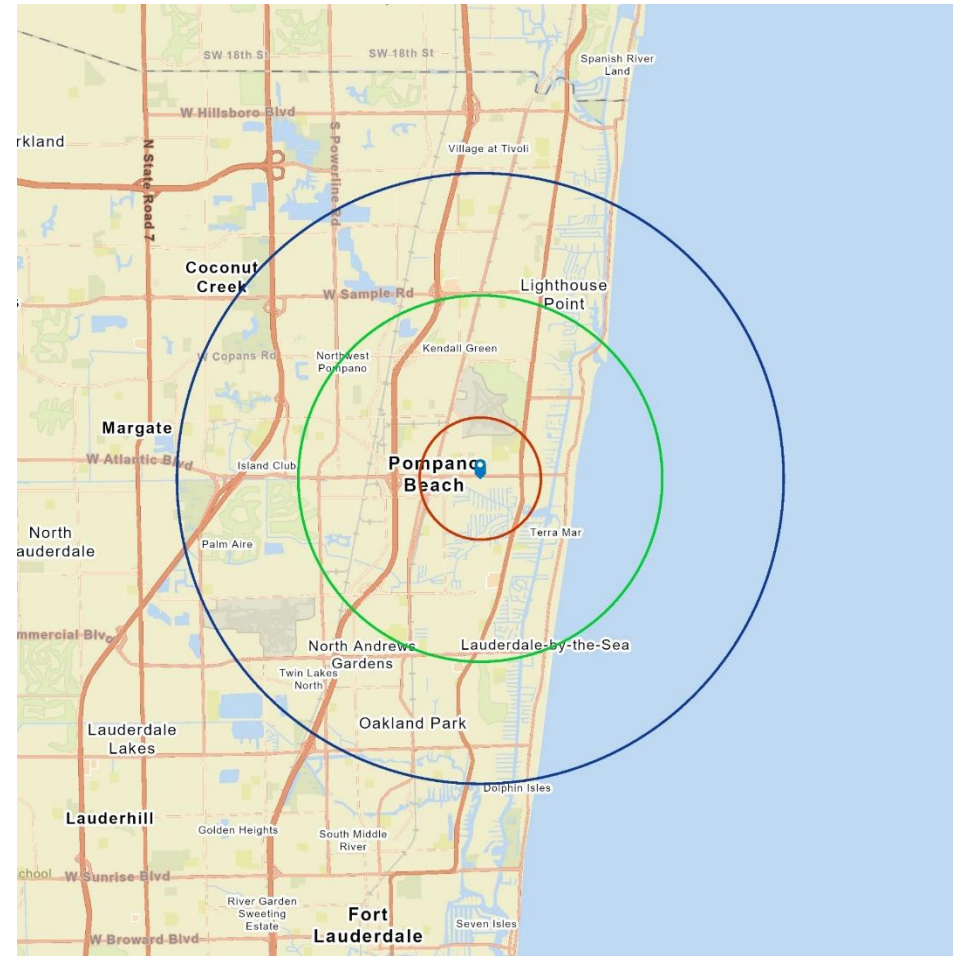 SW 18th St
SW 18th St
Spanish River
Land
W Hillsboro Blvd
rkland
N State Road 7
S Powerline Rd
Village at Tivoli
Coconut
Creek
Lighthouse
Point
W Sample Rd
W Copans Rd
Northwest
Pompano
Kendall Green
Margate
W Atlantic Blvd
Island Club
Pompano
Beach
North
auderdale
Palm Aire
Terra Mar
mmercial Blvd
North Andrews
Gardens
Lauderdale-by-the-Sea
Twin Lakes
North
Oakland Park
Lauderdale
Lakes
Dolphin Isles
Lauderhill
Golden Heights
South Middle
River
chool
W Sunrise Blvd
River Garden
Sweeting
Estate
Fort
Lauderdale
Seven Isles
W Broward Blvd